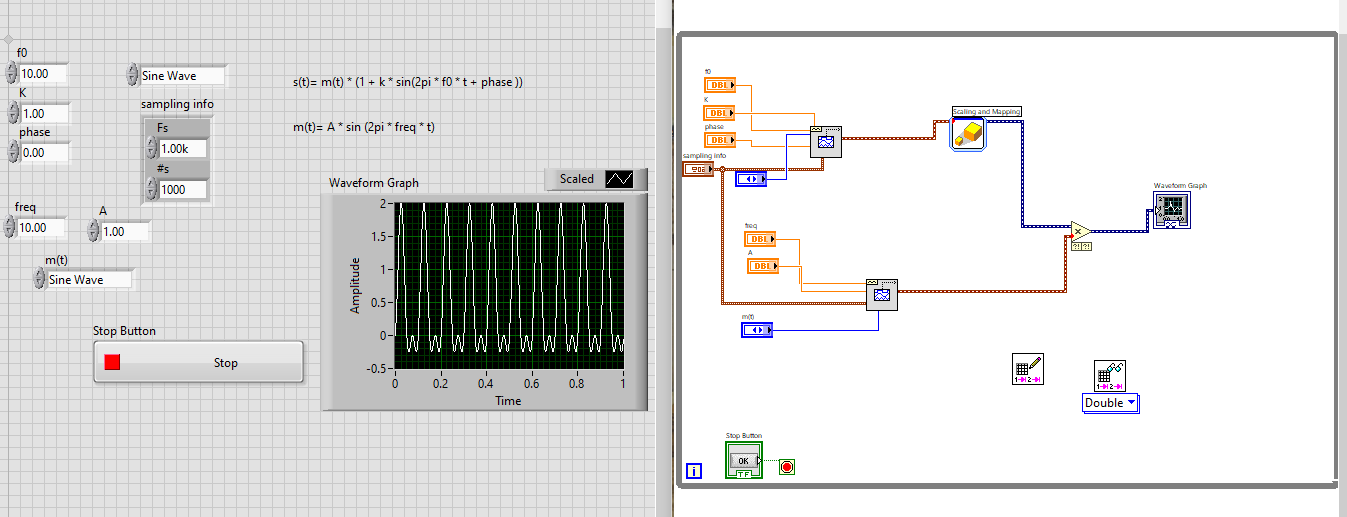 f0
10.00
Sine Wave
K
1.00
sampling info
phase
0.00
Fs
1.00k
#s
1000
freq
10.00
A
1.00
m(t)
Sine Wave
s(t)= m(t) * (1 + k * sin(2pi * f0 * t + phase ))
m(t)= A * sin (2pi * freq * t)
Stop Button
Stop
Waveform Graph
Scaled
Amplitude
2
1.5
1
0.5
0
-0.5
0 0.2 0.4 0.6 0.8 1
Time
f0
DBL
K
DBL
phase
DBL
sampling info
Scaling and Mapping
Waveform Graph
freq
DBL
A
DBL
m(t)
?! ?!
Double
Stop Button
OK
TF
i